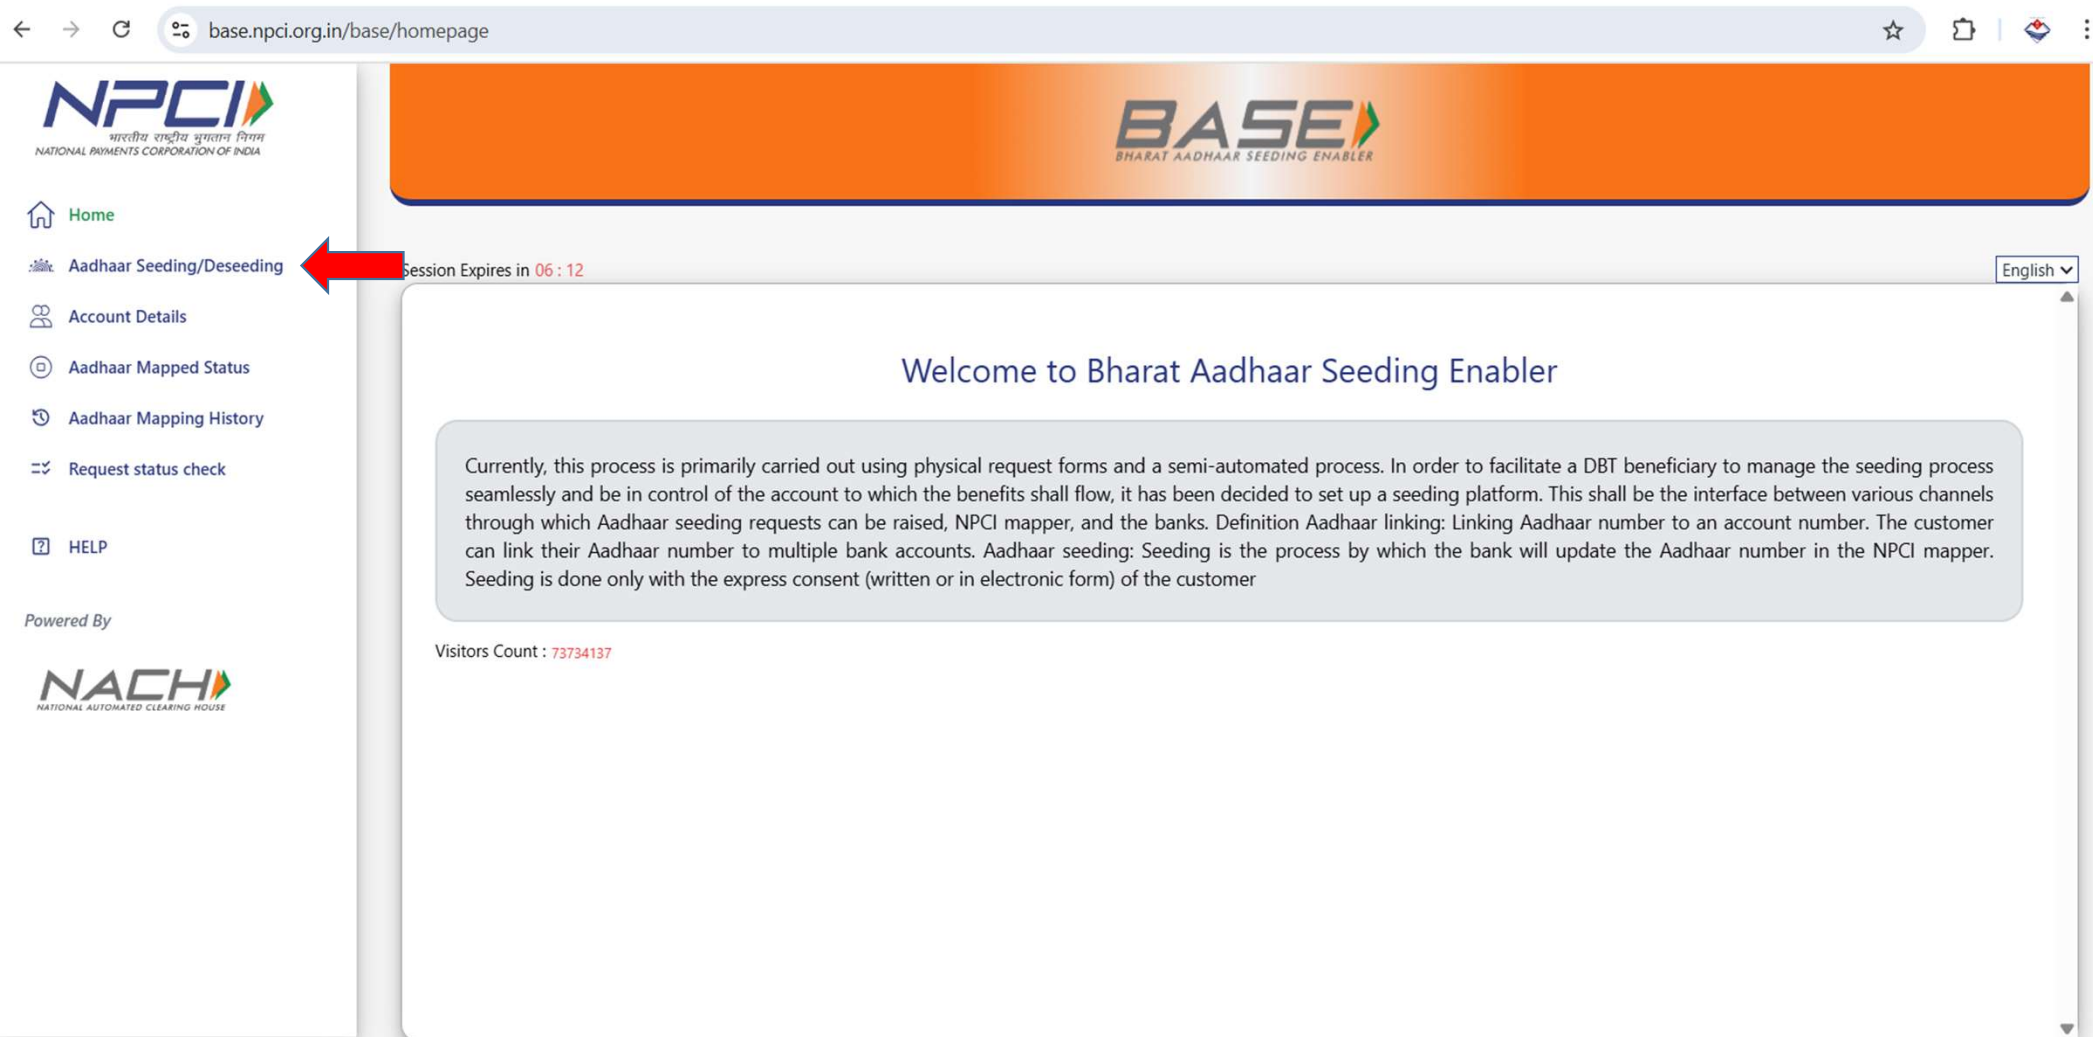 base.npci.org.in/base/homepage
NPCI
भारतीय राष्ट्रीय भुगतान निगम
NATIONAL PAYMENTS CORPORATION OF INDIA
BASE
BHARAT AADHAAR SEEDING ENABLER
Home
Aadhaar Seeding/Deseeding
Account Details
Aadhaar Mapped Status
Aadhaar Mapping History
Request status check
HELP
Powered By
NACH
NATIONAL AUTOMATED CLEARING HOUSE
Session Expires in 06 : 12
English
Welcome to Bharat Aadhaar Seeding Enabler
Currently, this process is primarily carried out using physical request forms and a semi-automated process. In order to facilitate a DBT beneficiary to manage the seeding process
seamlessly and be in control of the account to which the benefits shall flow, it has been decided to set up a seeding platform. This shall be the interface between various channels
through which Aadhaar seeding requests can be raised, NPCI mapper, and the banks. Definition Aadhaar linking: Linking Aadhaar number to an account number. The customer
can link their Aadhaar number to multiple bank accounts. Aadhaar seeding: Seeding is the process by which the bank will update the Aadhaar number in the NPCI mapper.
Seeding is done only with the express consent (written or in electronic form) of the customer
Visitors Count : 73734137